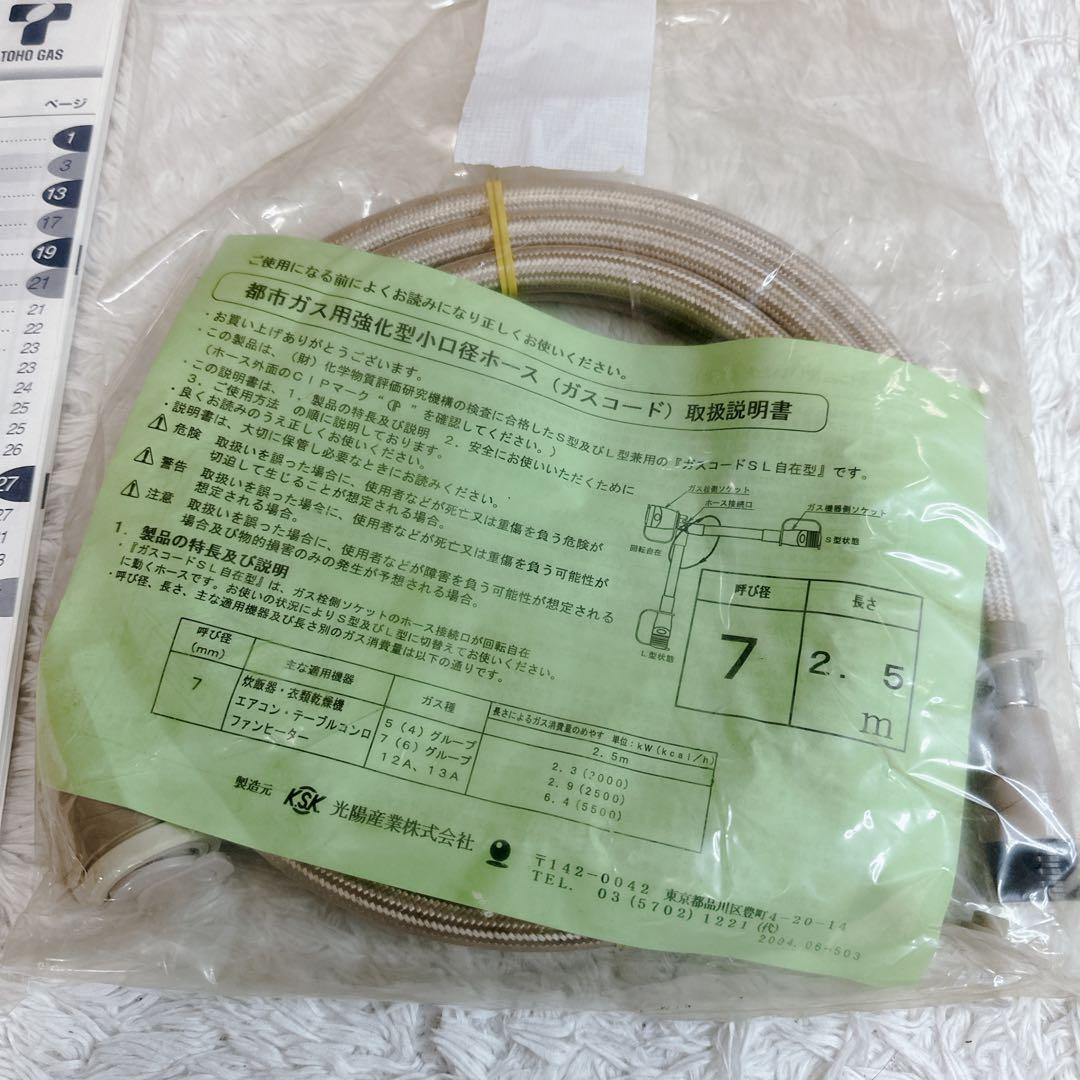 TOHO GAS
ページ
1
3
13
17
19
21
21
22
23
23
24
25
25
26
27
ご使用になる前によくお読みになり正しくお使いください。
都市ガス用強化型小口径ホース(ガスコード)取扱説明書
・お買い上げありがとうございます。
・この製品は、(財)化学物質評価研究機構の検査に合格したS型及びL型兼用の『ガスコードSL自在型』です。
(ホース外面のCIPマーク" "を確認してください。)
・この説明書は、1.製品の特長及び説明 2.安全にお使いいただくために
3.ご使用方法 の順に説明しております。
・良くお読みのうえ正しくお使いください。
・説明書は、大切に保管し必要なときにお読みください。
⚠危険 取扱いを誤った場合に、使用者などが死亡又は重傷を負う危険が
切迫して生じることが想定される場合。
⚠警告 取扱いを誤った場合に、使用者などが死亡又は重傷を負う可能性が
想定される場合。
⚠注意 取扱いを誤った場合に、使用者などが障害を負う可能性が想定される
場合及び物的損害のみの発生が予想される場合。
1.製品の特長及び説明
・『ガスコードSL自在型』は、ガス栓側ソケットのホース接続口が回転自在
に動くホースです。お使いの状況によりS型及びL型に切替えてお使いください。
・呼び径、長さ、主な適用機器及び長さ別のガス消費量は以下の通りです。
ガス栓側ソケット
ホース接続口
ガス機器側ソケット
回転自在
S型状態
L型状態
呼び径 長さ
7 2.5m
呼び径(mm) 主な適用機器 ガス種 長さによるガス消費量のめやす 単位:kW(kcal/h)
2.5m
7 炊飯器・衣類乾燥機 5(4)グループ 2.3(2000)
エアコン・テーブルコンロ 7(6)グループ 2.9(2500)
ファンヒーター 12A、13A 6.4(5500)
製造元 KSK 光陽産業株式会社
〒142-0042 東京都品川区豊町4-20-14
TEL. 03(5702)1221(代)
2004.06-503